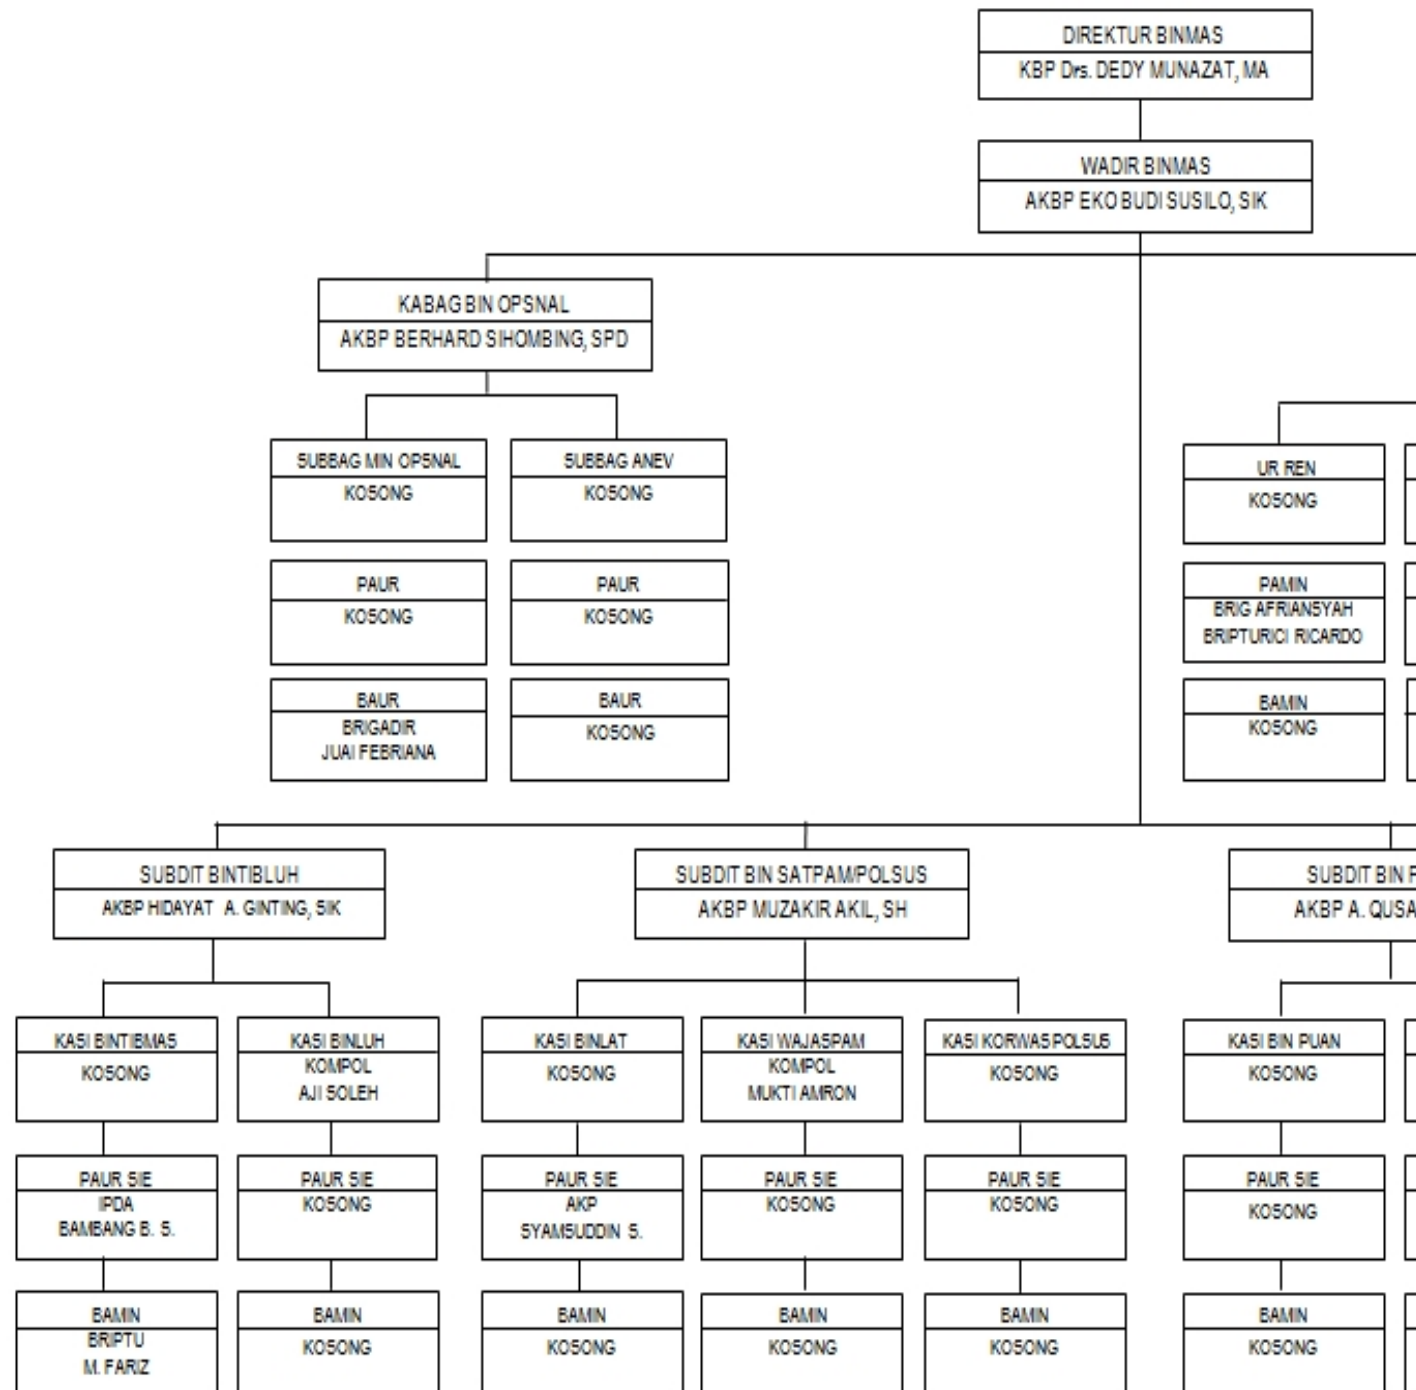 DIREKTUR BINMAS
KBP Drs. DEDY MUNAZAT, MA
WADIR BINMAS
AKBP EKO BUDI SUSILO, SIK
KABAG BIN OPSNAL
AKBP BERHARD SIHOMBING, SPD
SUBBAG MIN OPSNAL
KOSONG
SUBBAG ANEV
KOSONG
UR REN
KOSONG
PAUR
KOSONG
PAUR
KOSONG
PAMIN
BRIG AFRIANSYAH
BRIPTU RICI RICARDO
BAUR
BRIGADIR
JUAI FEBRIANA
BAUR
KOSONG
BAMIN
KOSONG
SUBDIT BINTIBLUH
AKBP HIDAYAT A. GINTING, SIK
SUBDIT BIN SATPAM/POLSUS
AKBP MUZAKIR AKIL, SH
SUBDIT BIN
AKBP A. QUSA
KASI BINTIBMAS
KOSONG
KASI BINLUH
KOMPOL
AJI SOLEH
KASI BINLAT
KOSONG
KASI WAJASPAM
KOMPOL
MUKTI AMRON
KASI KORWAS POLSUS
KOSONG
KASI BIN PUAN
KOSONG
PAUR SIE
IPDA
BAMBANG B. S.
PAUR SIE
KOSONG
PAUR SIE
AKP
SYAMSUDDIN S.
PAUR SIE
KOSONG
PAUR SIE
KOSONG
PAUR SIE
KOSONG
BAMIN
BRIPTU
M. FARIZ
BAMIN
KOSONG
BAMIN
KOSONG
BAMIN
KOSONG
BAMIN
KOSONG
BAMIN
KOSONG